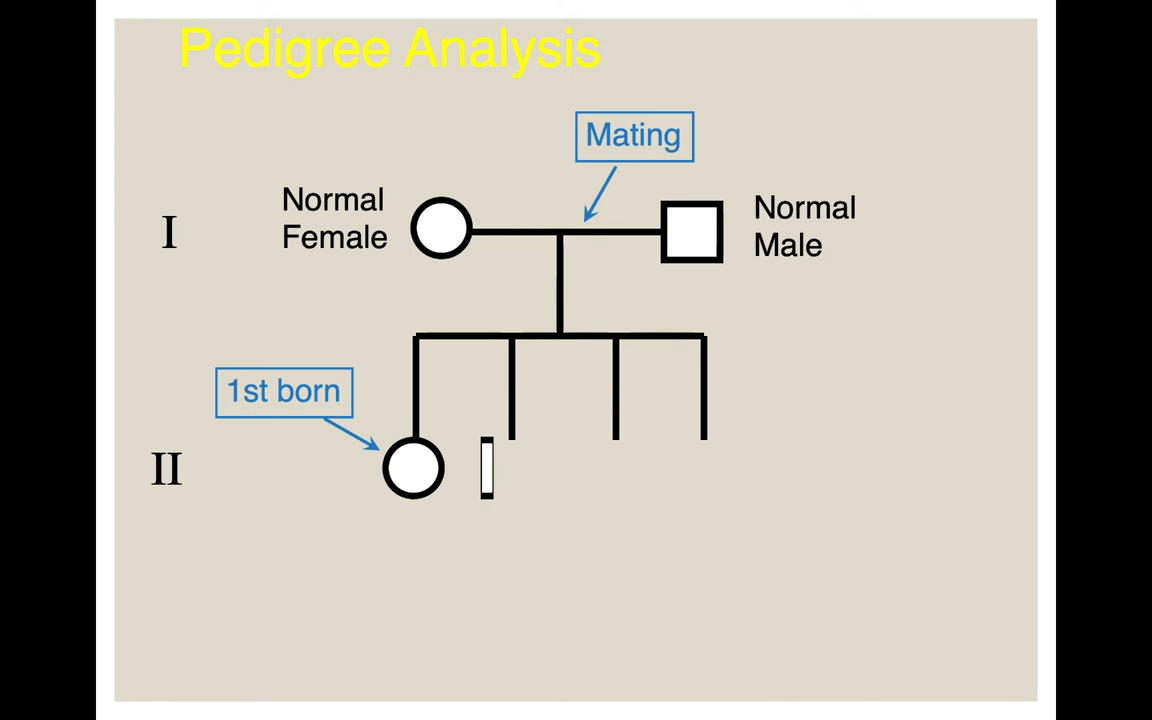 Pedigree Analysis
Mating
Normal
Female
Normal
Male
I
1st born
II